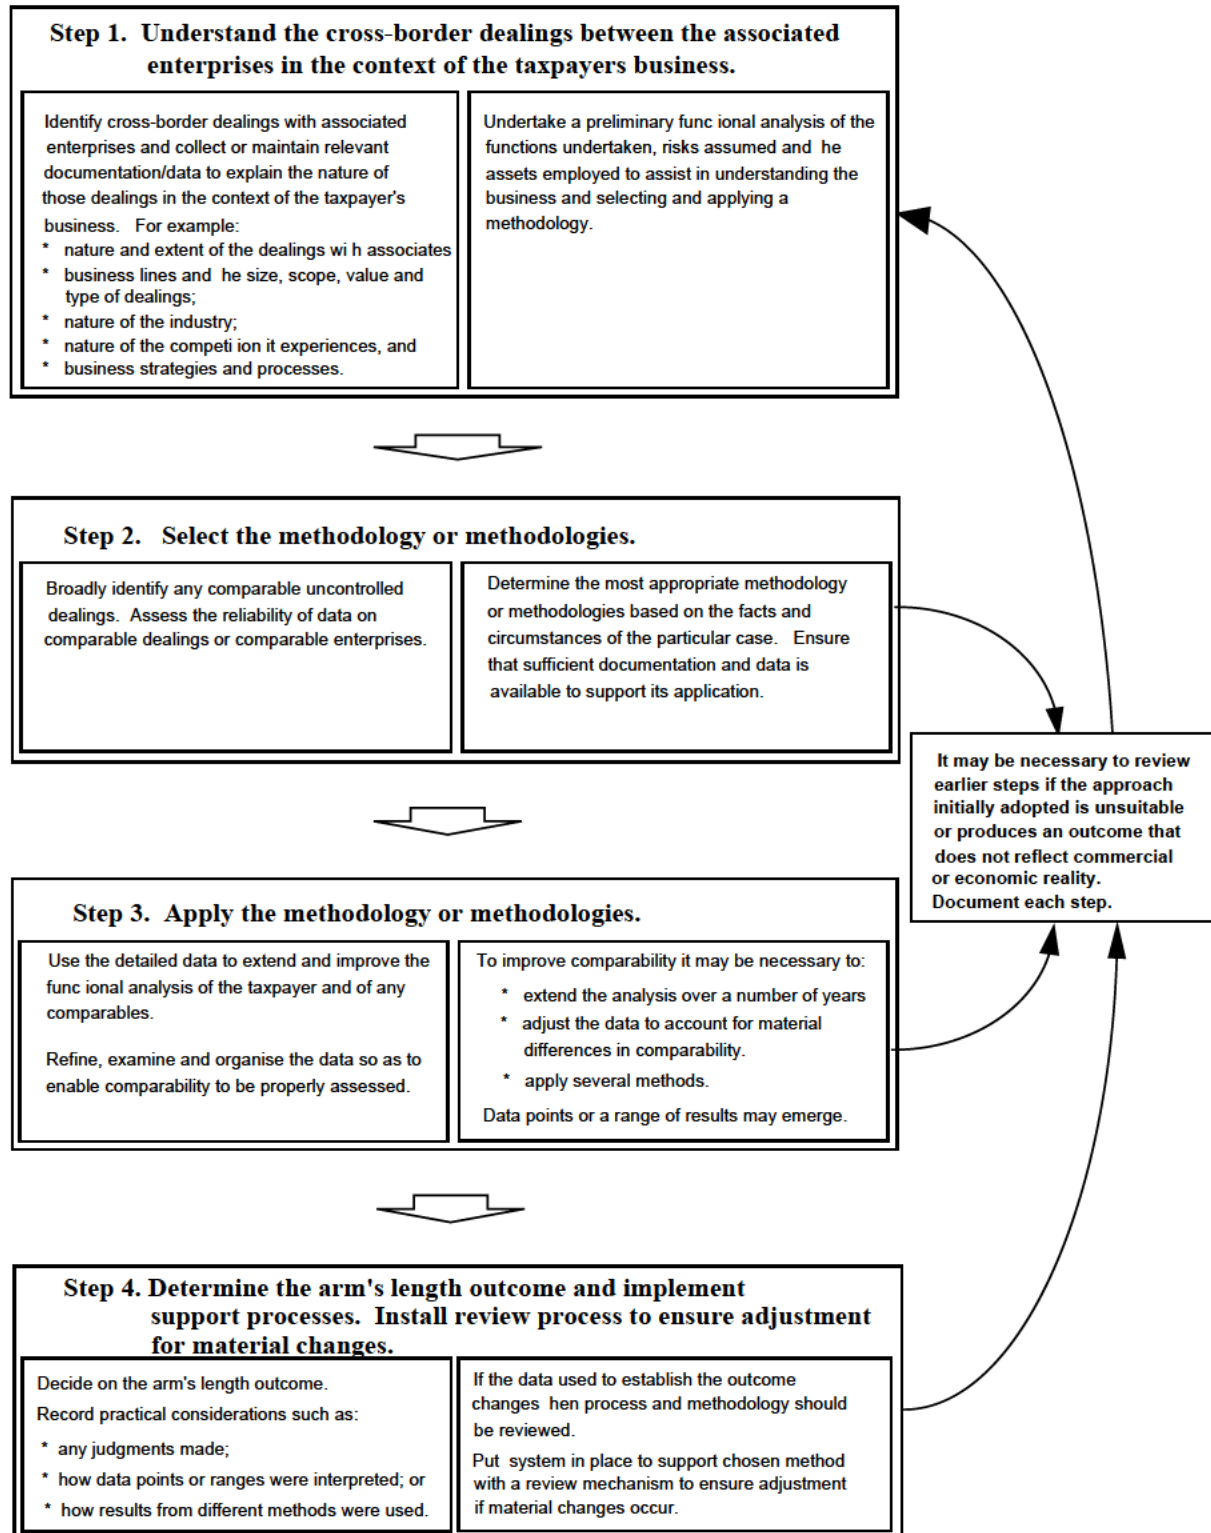 Step 1. Understand the cross-border dealings between the associated
enterprises in the context of the taxpayers business.
Identify cross-border dealings with associated
enterprises and collect or maintain relevant
documentation/data to explain the nature of
those dealings in the context of the taxpayer's
business. For example:
* nature and extent of the dealings wi h associates
* business lines and he size, scope, value and
type of dealings;
* nature of the industry;
* nature of the competi ion it experiences, and
* business strategies and processes.
Undertake a preliminary func ional analysis of the
functions undertaken, risks assumed and he
assets employed to assist in understanding the
business and selecting and applying a
methodology.
Step 2. Select the methodology or methodologies.
Broadly identify any comparable uncontrolled
dealings. Assess the reliability of data on
comparable dealings or comparable enterprises.
Determine the most appropriate methodology
or methodologies based on the facts and
circumstances of the particular case. Ensure
that sufficient documentation and data is
available to support its application.
It may be necessary to review
earlier steps if the approach
initially adopted is unsuitable
or produces an outcome that
does not reflect commercial
or economic reality.
Document each step.
Step 3. Apply the methodology or methodologies.
Use the detailed data to extend and improve the
func ional analysis of the taxpayer and of any
comparables.
Refine, examine and organise the data so as to
enable comparability to be properly assessed.
To improve comparability it may be necessary to:
* extend the analysis over a number of years
* adjust the data to account for material
differences in comparability.
* apply several methods.
Data points or a range of results may emerge.
Step 4. Determine the arm's length outcome and implement
support processes. Install review process to ensure adjustment
for material changes.
Decide on the arm's length outcome.
Record practical considerations such as:
* any judgments made;
* how data points or ranges were interpreted; or
* how results from different methods were used.
If the data used to establish the outcome
changes hen process and methodology should
be reviewed.
Put system in place to support chosen method
with a review mechanism to ensure adjustment
if material changes occur.